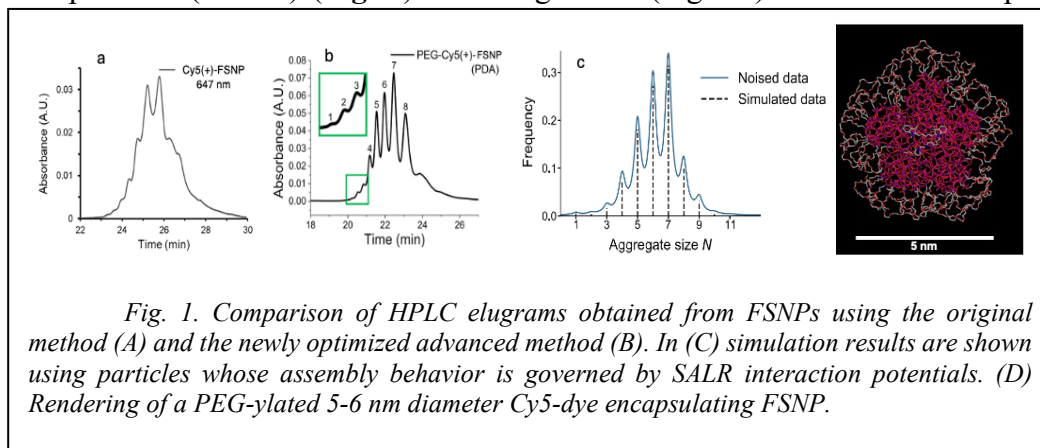 a
Cy5(+)-FSNP
647 nm
Absorbance (A.U.)
0.03
0.02
0.01
0
22 24 26 28 30
Time (min)
b
PEG-Cy5(+)-FSNP
(PDA)
Absorbance (A.U.)
0.08
0.07
0.06
0.05
0.04
0.03
0.02
0.01
0.00
1 2 3
4 5 6 7 8
18 20 22 24 26
Time (min)
c
Noised data
Simulated data
Frequency
0.3
0.2
0.1
0.0
1 3 5 7 9 11
Aggregate size N
5 nm
Fig. 1. Comparison of HPLC elugrams obtained from FSNPs using the original
method (A) and the newly optimized advanced method (B). In (C) simulation results are shown
using particles whose assembly behavior is governed by SALR interaction potentials. (D)
Rendering of a PEG-ylated 5-6 nm diameter Cy5-dye encapsulating FSNP.